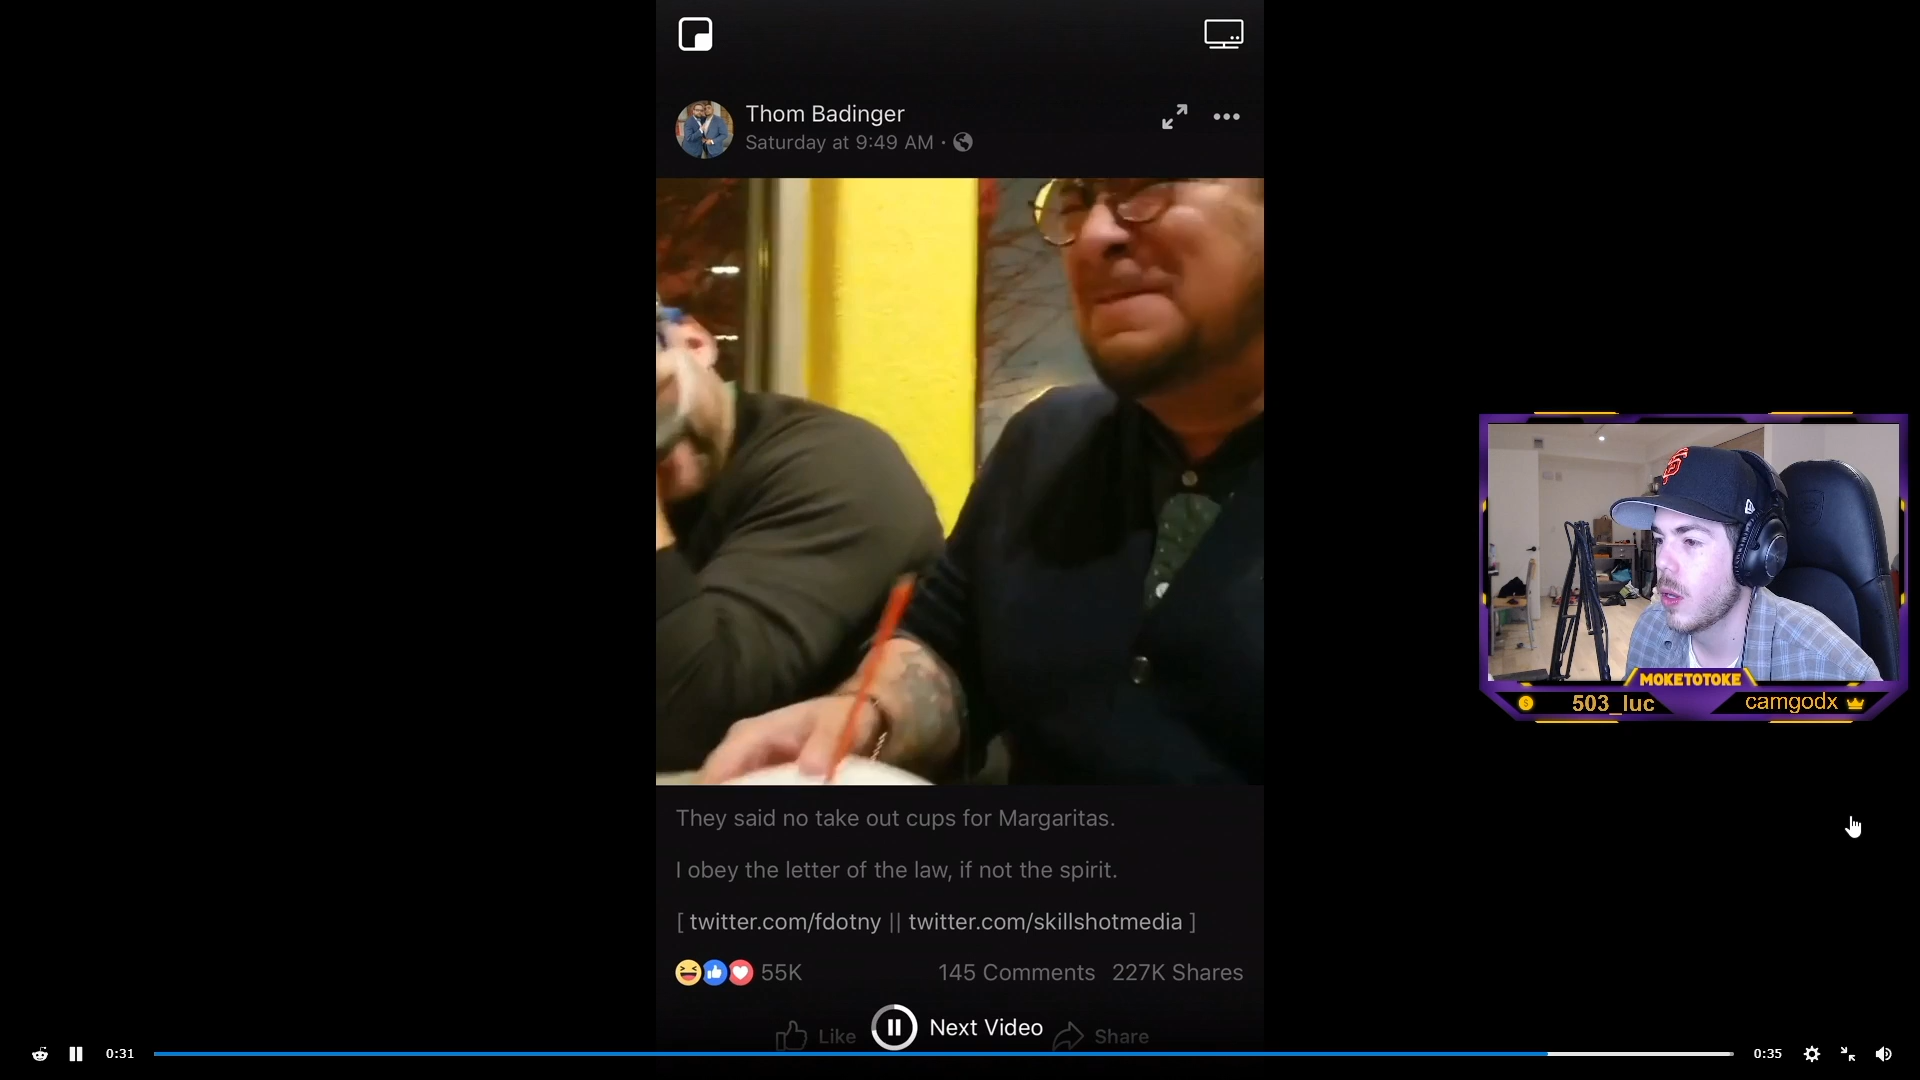 Thom Badinger
Saturday at 9:49 AM ·
They said no take out cups for Margaritas.
I obey the letter of the law, if not the spirit.
[ twitter.com/fdotny || twitter.com/skillshotmedia ]
55K 145 Comments 227K Shares
Like Next Video Share
0:31 0:35
SF
MOKETOTOKE
503_luc camgodx